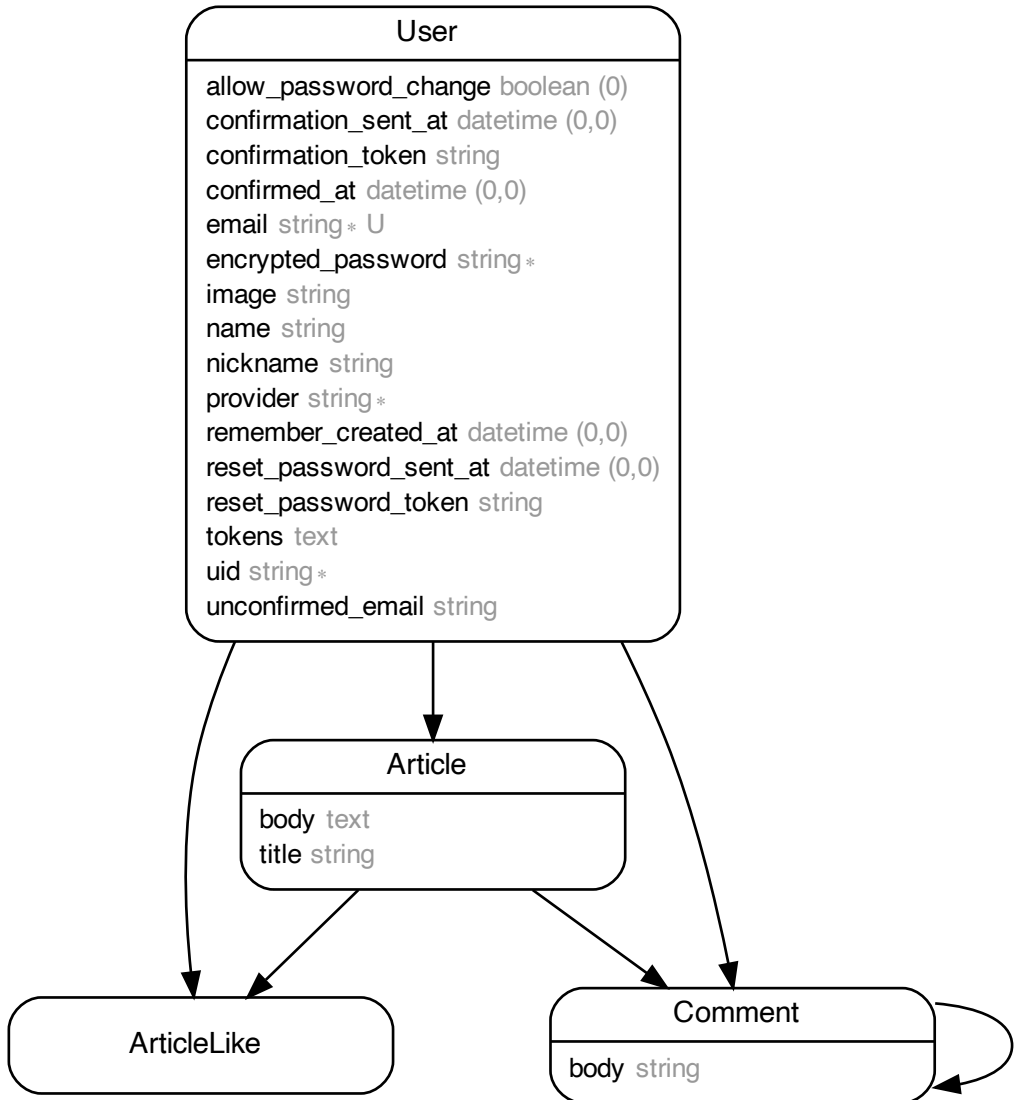 User
allow_password_change boolean (0)
confirmation_sent_at datetime (0,0)
confirmation_token string
confirmed_at datetime (0,0)
email string∗ U
encrypted_password string∗
image string
name string
nickname string
provider string∗
remember_created_at datetime (0,0)
reset_password_sent_at datetime (0,0)
reset_password_token string
tokens text
uid string∗
unconfirmed_email string
Article
body text
title string
ArticleLike
Comment
body string